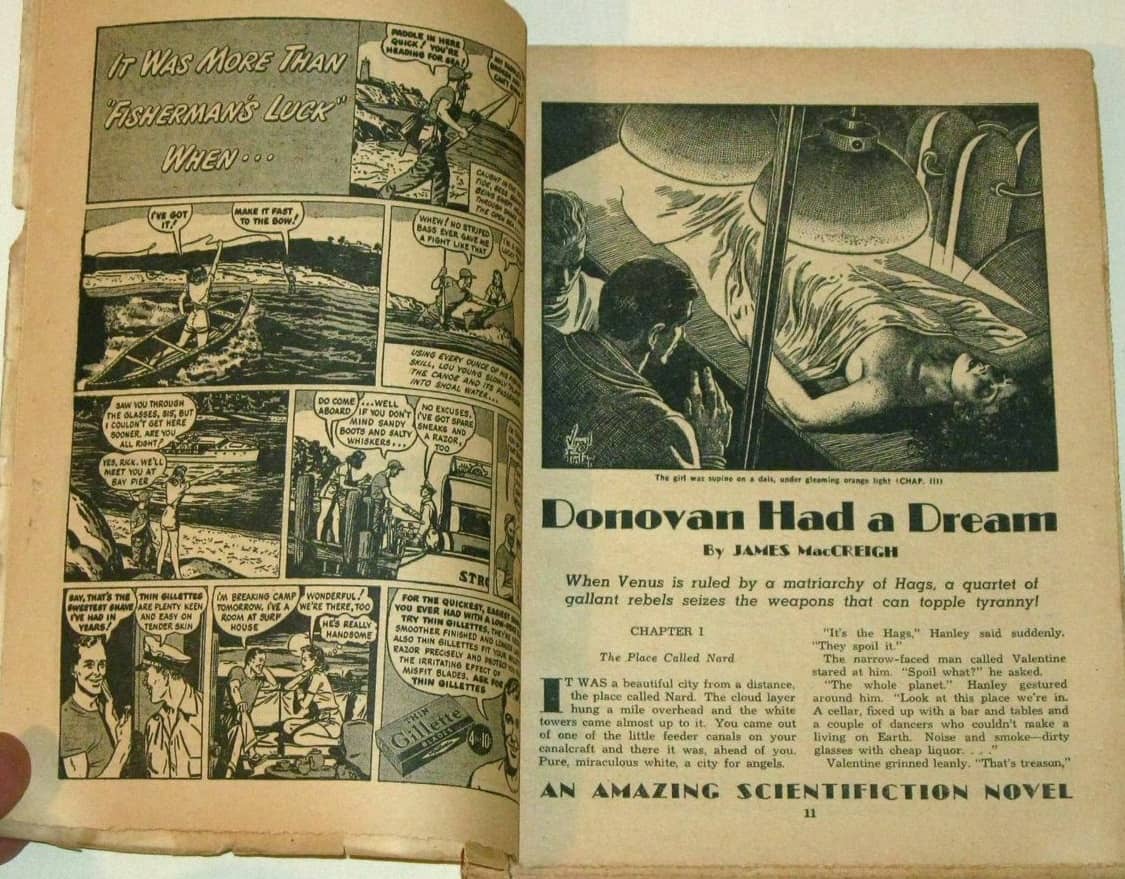 IT WAS MORE THAN
"FISHERMAN'S LUCK"
WHEN...
PADDLE IN HERE
QUICK! YOU'RE
HEADING FOR SEA!
CAUGHT IN THE
TIDE, BESS
BEING
THROUGH
THE OPEN
I'VE GOT
IT!
MAKE IT FAST
TO THE BOW!
WHEW! NO STRIPED
BASS EVER GAVE ME
A FIGHT LIKE THAT
USING EVERY OUNCE OF HIS
SKILL, LOU YOUNG SLOWLY
THE CANOE AND ITS
INTO SHOAL WATER...
SAW YOU THROUGH
THE GLASSES, SIS, BUT
I COULDN'T GET HERE
SOONER. ARE YOU
ALL RIGHT?
YES, RICK. WE'LL
MEET YOU AT
BAY PIER
DO COME
ABOARD
...WELL
IF YOU DON'T
MIND SANDY
BOOTS AND SALTY
WHISKERS...
NO EXCUSES,
I'VE GOT SPARE
SNEAKS AND
A RAZOR,
TOO
SAY, THAT'S THE
SWEETEST SHAVE
I'VE HAD IN
YEARS!
THIN GILLETTES
ARE PLENTY KEEN
AND EASY ON
TENDER SKIN
I'M BREAKING CAMP
TOMORROW. I'VE A
ROOM AT SURF
HOUSE
WONDERFUL!
WE'RE THERE, TOO
HE'S REALLY
HANDSOME
FOR THE QUICKEST, EASIEST
YOU EVER HAD WITH A
TRY THIN GILLETTES.
SMOOTHER FINISHED AND
ALSO THIN GILLETTES FIT YOUR
RAZOR PRECISELY AND PROTECT
THE IRRITATING EFFECT OF
MISFIT BLADES. ASK FOR
THIN GILLETTES
THIN
Gillette
BLADES
4 10¢
The girl was supine on a dais, under gleaming orange light (CHAP. III)
Donovan Had a Dream
By JAMES MacCREIGH
When Venus is ruled by a matriarchy of Hags, a quartet of
gallant rebels seizes the weapons that can topple tyranny!
CHAPTER I
The Place Called Nard
IT WAS a beautiful city from a distance,
the place called Nard. The cloud layer
hung a mile overhead and the white
towers came almost up to it. You came out
of one of the little feeder canals on your
canalcraft and there it was, ahead of you.
Pure, miraculous white, a city for angels.
"It's the Hags," Hanley said suddenly.
"They spoil it."
The narrow-faced man called Valentine
stared at him. "Spoil what?" he asked.
"The whole planet." Hanley gestured
around him. "Look at this place we're in.
A cellar, fixed up with a bar and tables and
a couple of dancers who couldn't make a
living on Earth. Noise and smoke—dirty
glasses with cheap liquor. . . ."
Valentine grinned leanly. "That's treason,"
AN AMAZING SCIENTIFICTION NOVEL
11